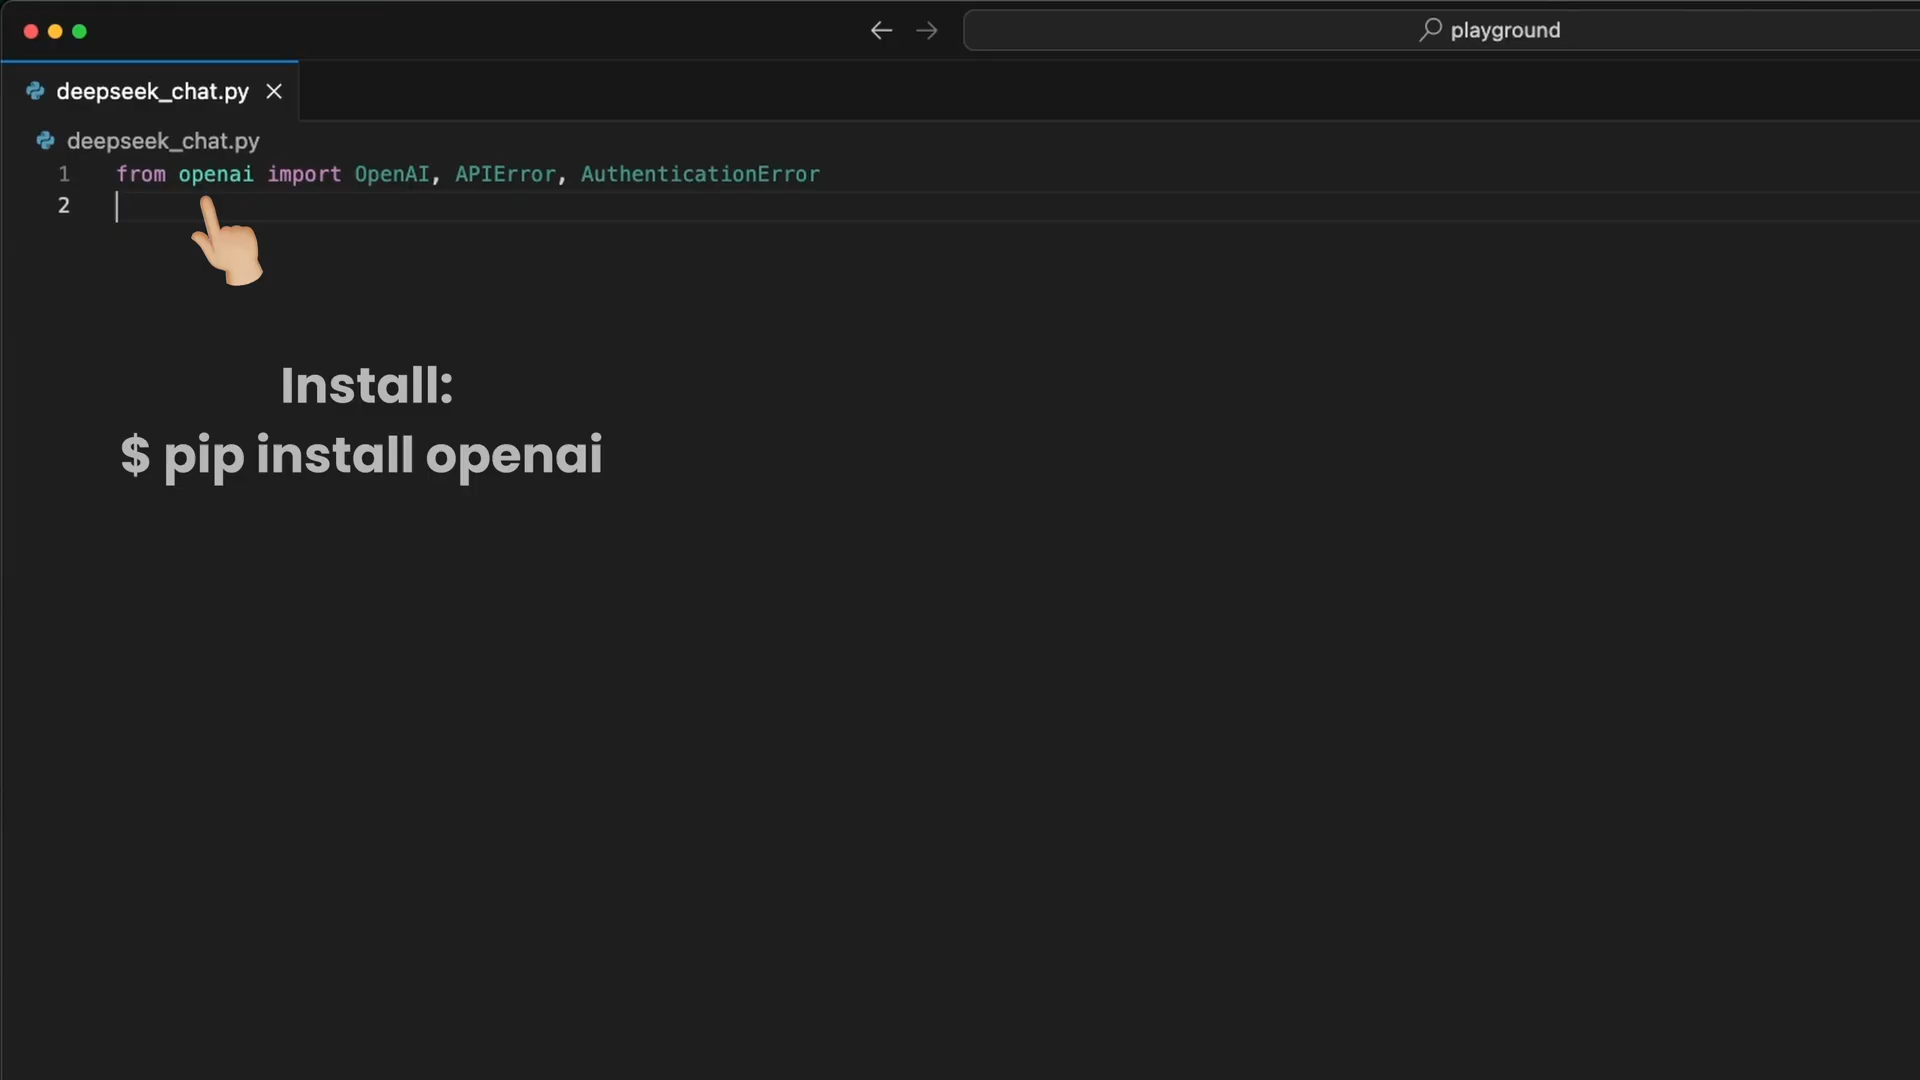 playground
deepseek_chat.py
deepseek_chat.py
1 from openai import OpenAI, APIError, AuthenticationError
2
Install:
$ pip install openai